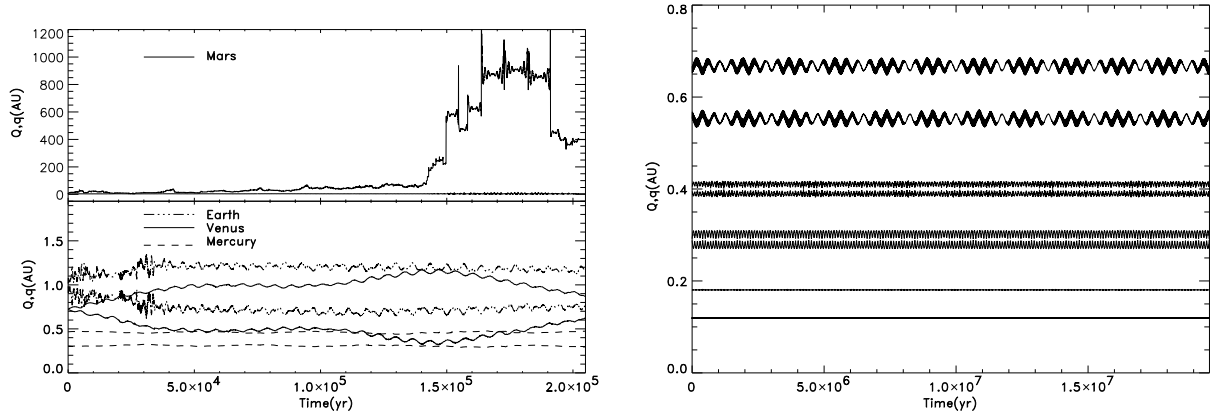 1200
1000
800
600
400
200
0
Q,q(AU)
Mars
1.5
1.0
0.5
0.0
Q,q(AU)
Earth
Venus
Mercury
0 5.0×10⁴ 1.0×10⁵ 1.5×10⁵ 2.0×10⁵
Time(yr)
0.8
0.6
0.4
0.2
0.0
Q,q(AU)
0 5.0×10⁶ 1.0×10⁷ 1.5×10⁷
Time(yr)